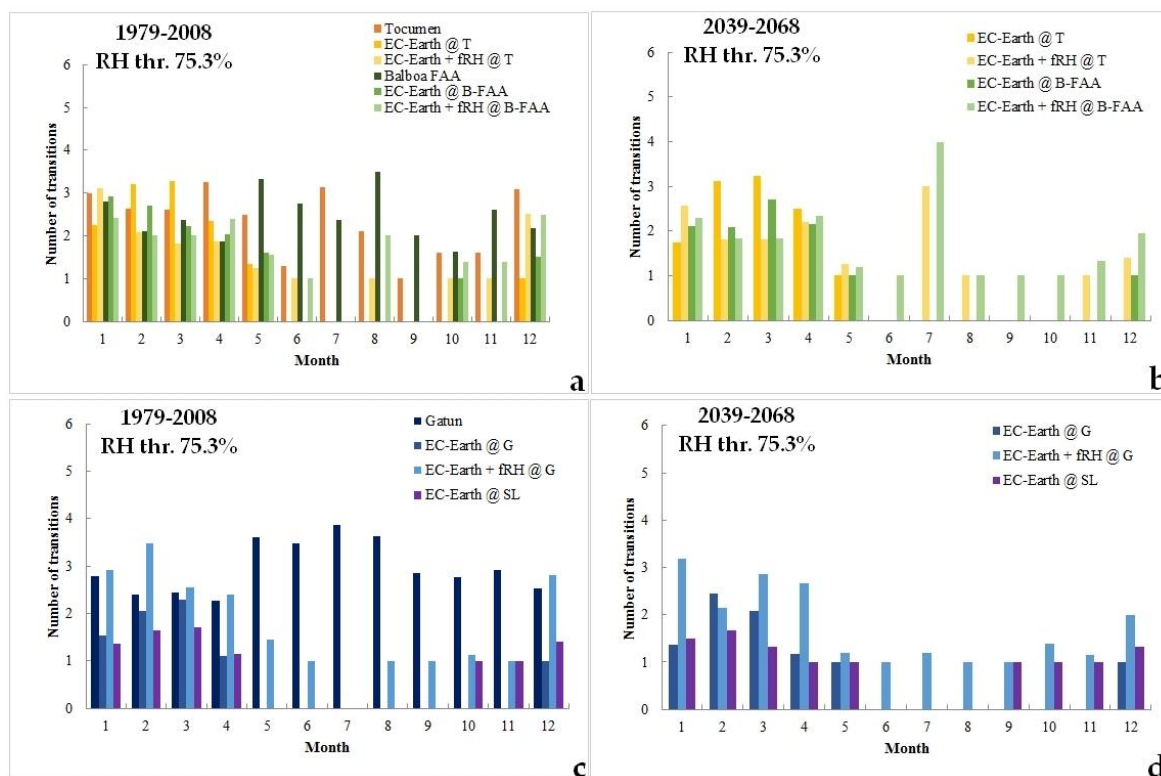 1979-2008
RH thr. 75.3%
Tocumen
EC-Earth @ T
EC-Earth + fRH @ T
Balboa FAA
EC-Earth @ B-FAA
EC-Earth + fRH @ B-FAA
Number of transitions
6
5
4
3
2
1
0
1 2 3 4 5 6 7 8 9 10 11 12
Month
a
2039-2068
RH thr. 75.3%
EC-Earth @ T
EC-Earth + fRH @ T
EC-Earth @ B-FAA
EC-Earth + fRH @ B-FAA
Number of transitions
6
5
4
3
2
1
0
1 2 3 4 5 6 7 8 9 10 11 12
Month
b
1979-2008
RH thr. 75.3%
Gatun
EC-Earth @ G
EC-Earth + fRH @ G
EC-Earth @ SL
Number of transitions
6
5
4
3
2
1
0
1 2 3 4 5 6 7 8 9 10 11 12
Month
c
2039-2068
RH thr. 75.3%
EC-Earth @ G
EC-Earth + fRH @ G
EC-Earth @ SL
Number of transitions
6
5
4
3
2
1
0
1 2 3 4 5 6 7 8 9 10 11 12
Month
d